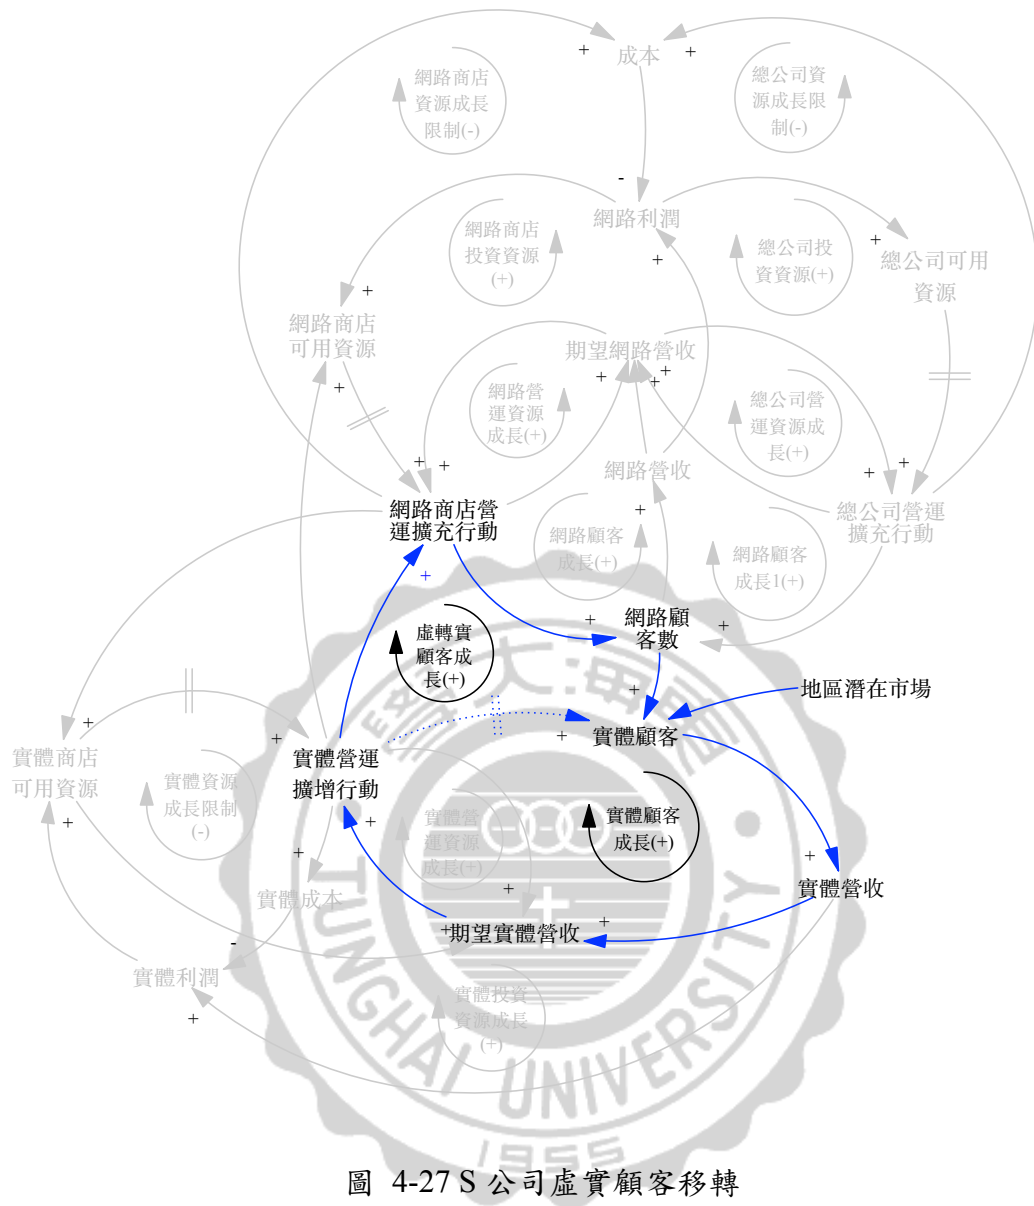 +
成本
+
網路商店
資源成長
限制(-)
總公司資
源成長限
制(-)
-
網路利潤
網路商店
投資資源
(+)
+
總公司投
資資源(+)
+
總公司可用
資源
+
網路商店
可用資源
期望網路營收
+
+
+
+
網路營
運資源
成長(+)
總公司營
運資源成
長(+)
+
+
網路營收
+
+
網路商店營
運擴充行動
+
總公司營運
擴充行動
網路顧客
成長(+)
網路顧客
成長1(+)
+
+
網路顧
客數
+
虛轉實
顧客成
長(+)
+
地區潛在市場
+
+
+
實體顧客
實體商店
可用資源
實體營運
擴增行動
實體資源
成長限制
(-)
+
+
實體營
運資源
成長(+)
實體顧客
成長(+)
+
+
實體成本
+
實體營收
+
+
期望實體營收
-
實體利潤
+
實體投資
資源成長
(+)
TUNGHAI UNIVERSITY
1955
圖 4-27 S 公司虛實顧客移轉